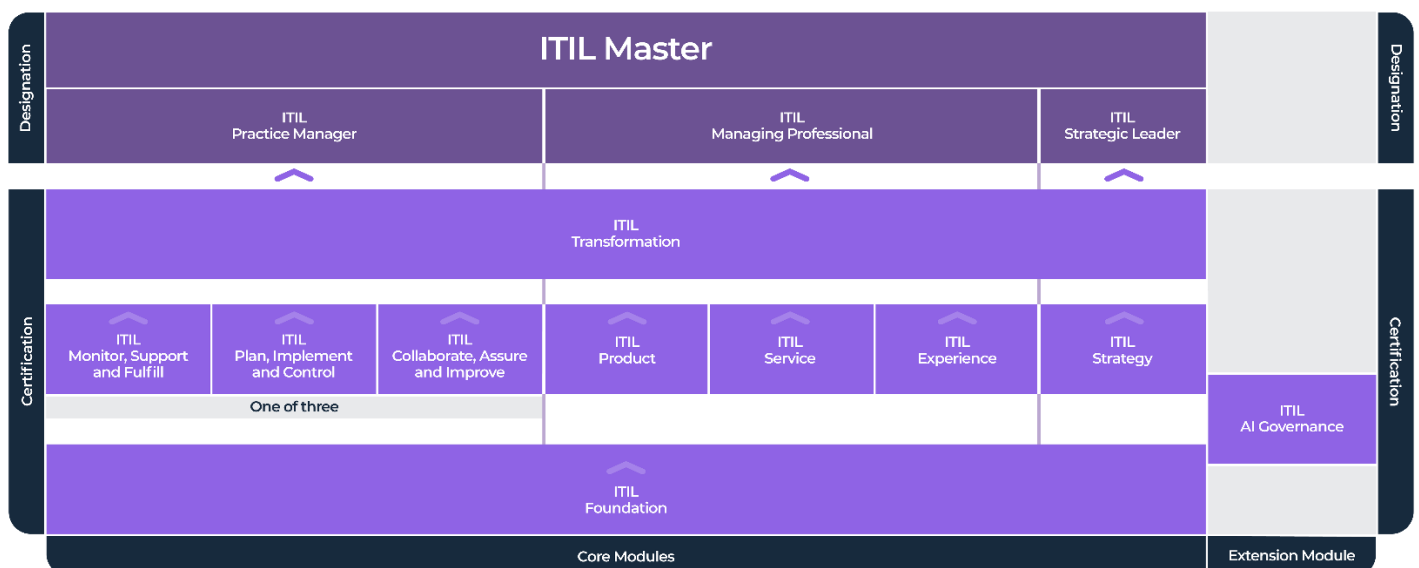 Designation
ITIL Master
Designation
ITIL
Practice Manager
ITIL
Managing Professional
ITIL
Strategic Leader
Certification
ITIL
Transformation
Certification
ITIL
Monitor, Support
and Fulfill
ITIL
Plan, Implement
and Control
ITIL
Collaborate, Assure
and Improve
ITIL
Product
ITIL
Service
ITIL
Experience
ITIL
Strategy
One of three
ITIL
AI Governance
ITIL
Foundation
Core Modules
Extension Module